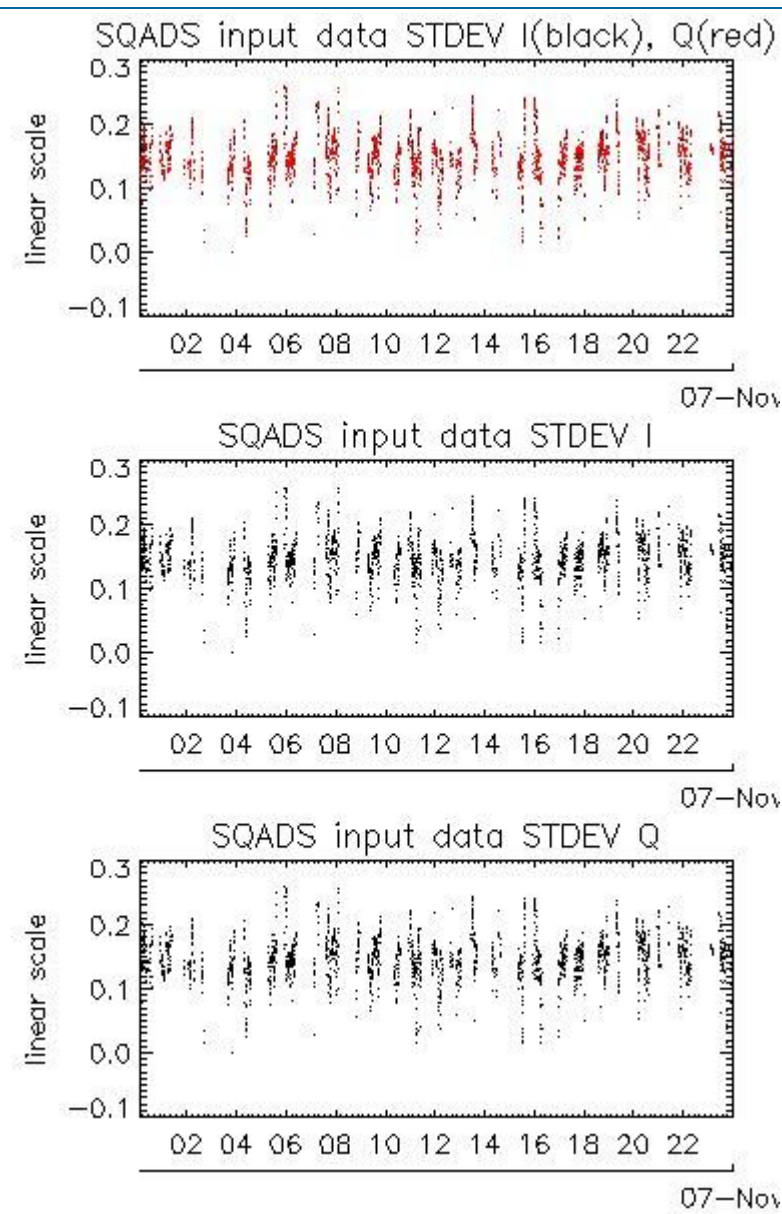 SQADS input data STDEV I(black), Q(red)
0.3
0.2
0.1
0.0
−0.1
linear scale
02 04 06 08 10 12 14 16 18 20 22
07−Nov
SQADS input data STDEV I
0.3
0.2
0.1
0.0
−0.1
linear scale
02 04 06 08 10 12 14 16 18 20 22
07−Nov
SQADS input data STDEV Q
0.3
0.2
0.1
0.0
−0.1
linear scale
02 04 06 08 10 12 14 16 18 20 22
07−Nov